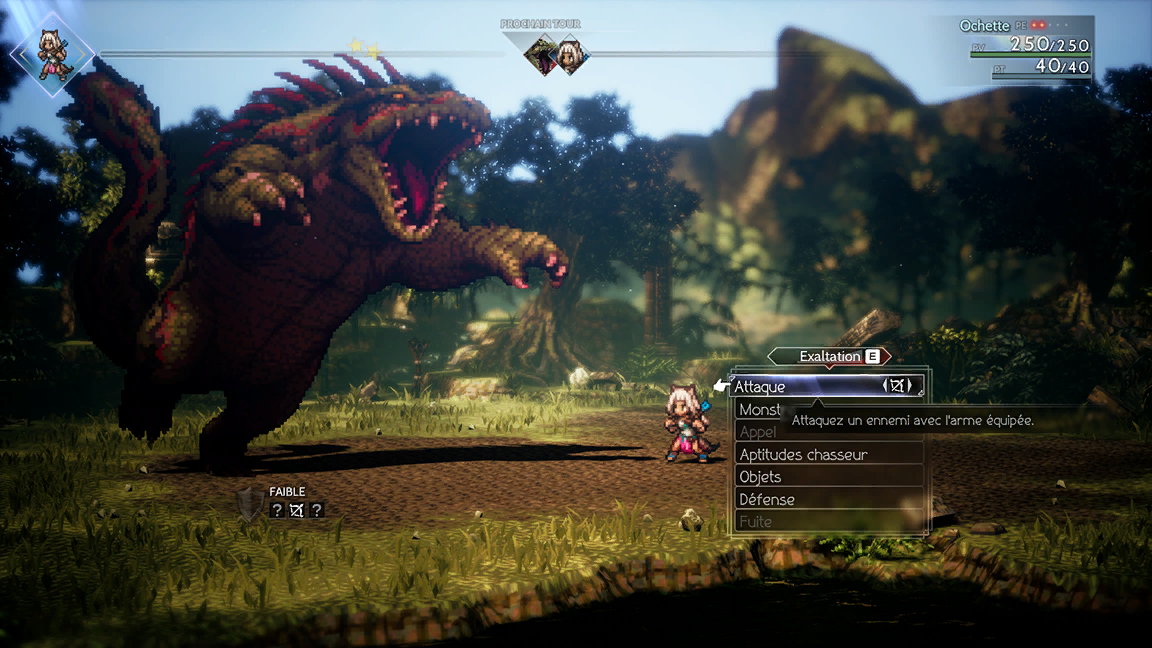 PROCHAIN TOUR
Ochette PE
PV 250/250
PT 40/40
Exaltation E
Attaque
Monst
Attaquez un ennemi avec l'arme équipée.
Appel
Aptitudes chasseur
Objets
Défense
Fuite
FAIBLE
? ?